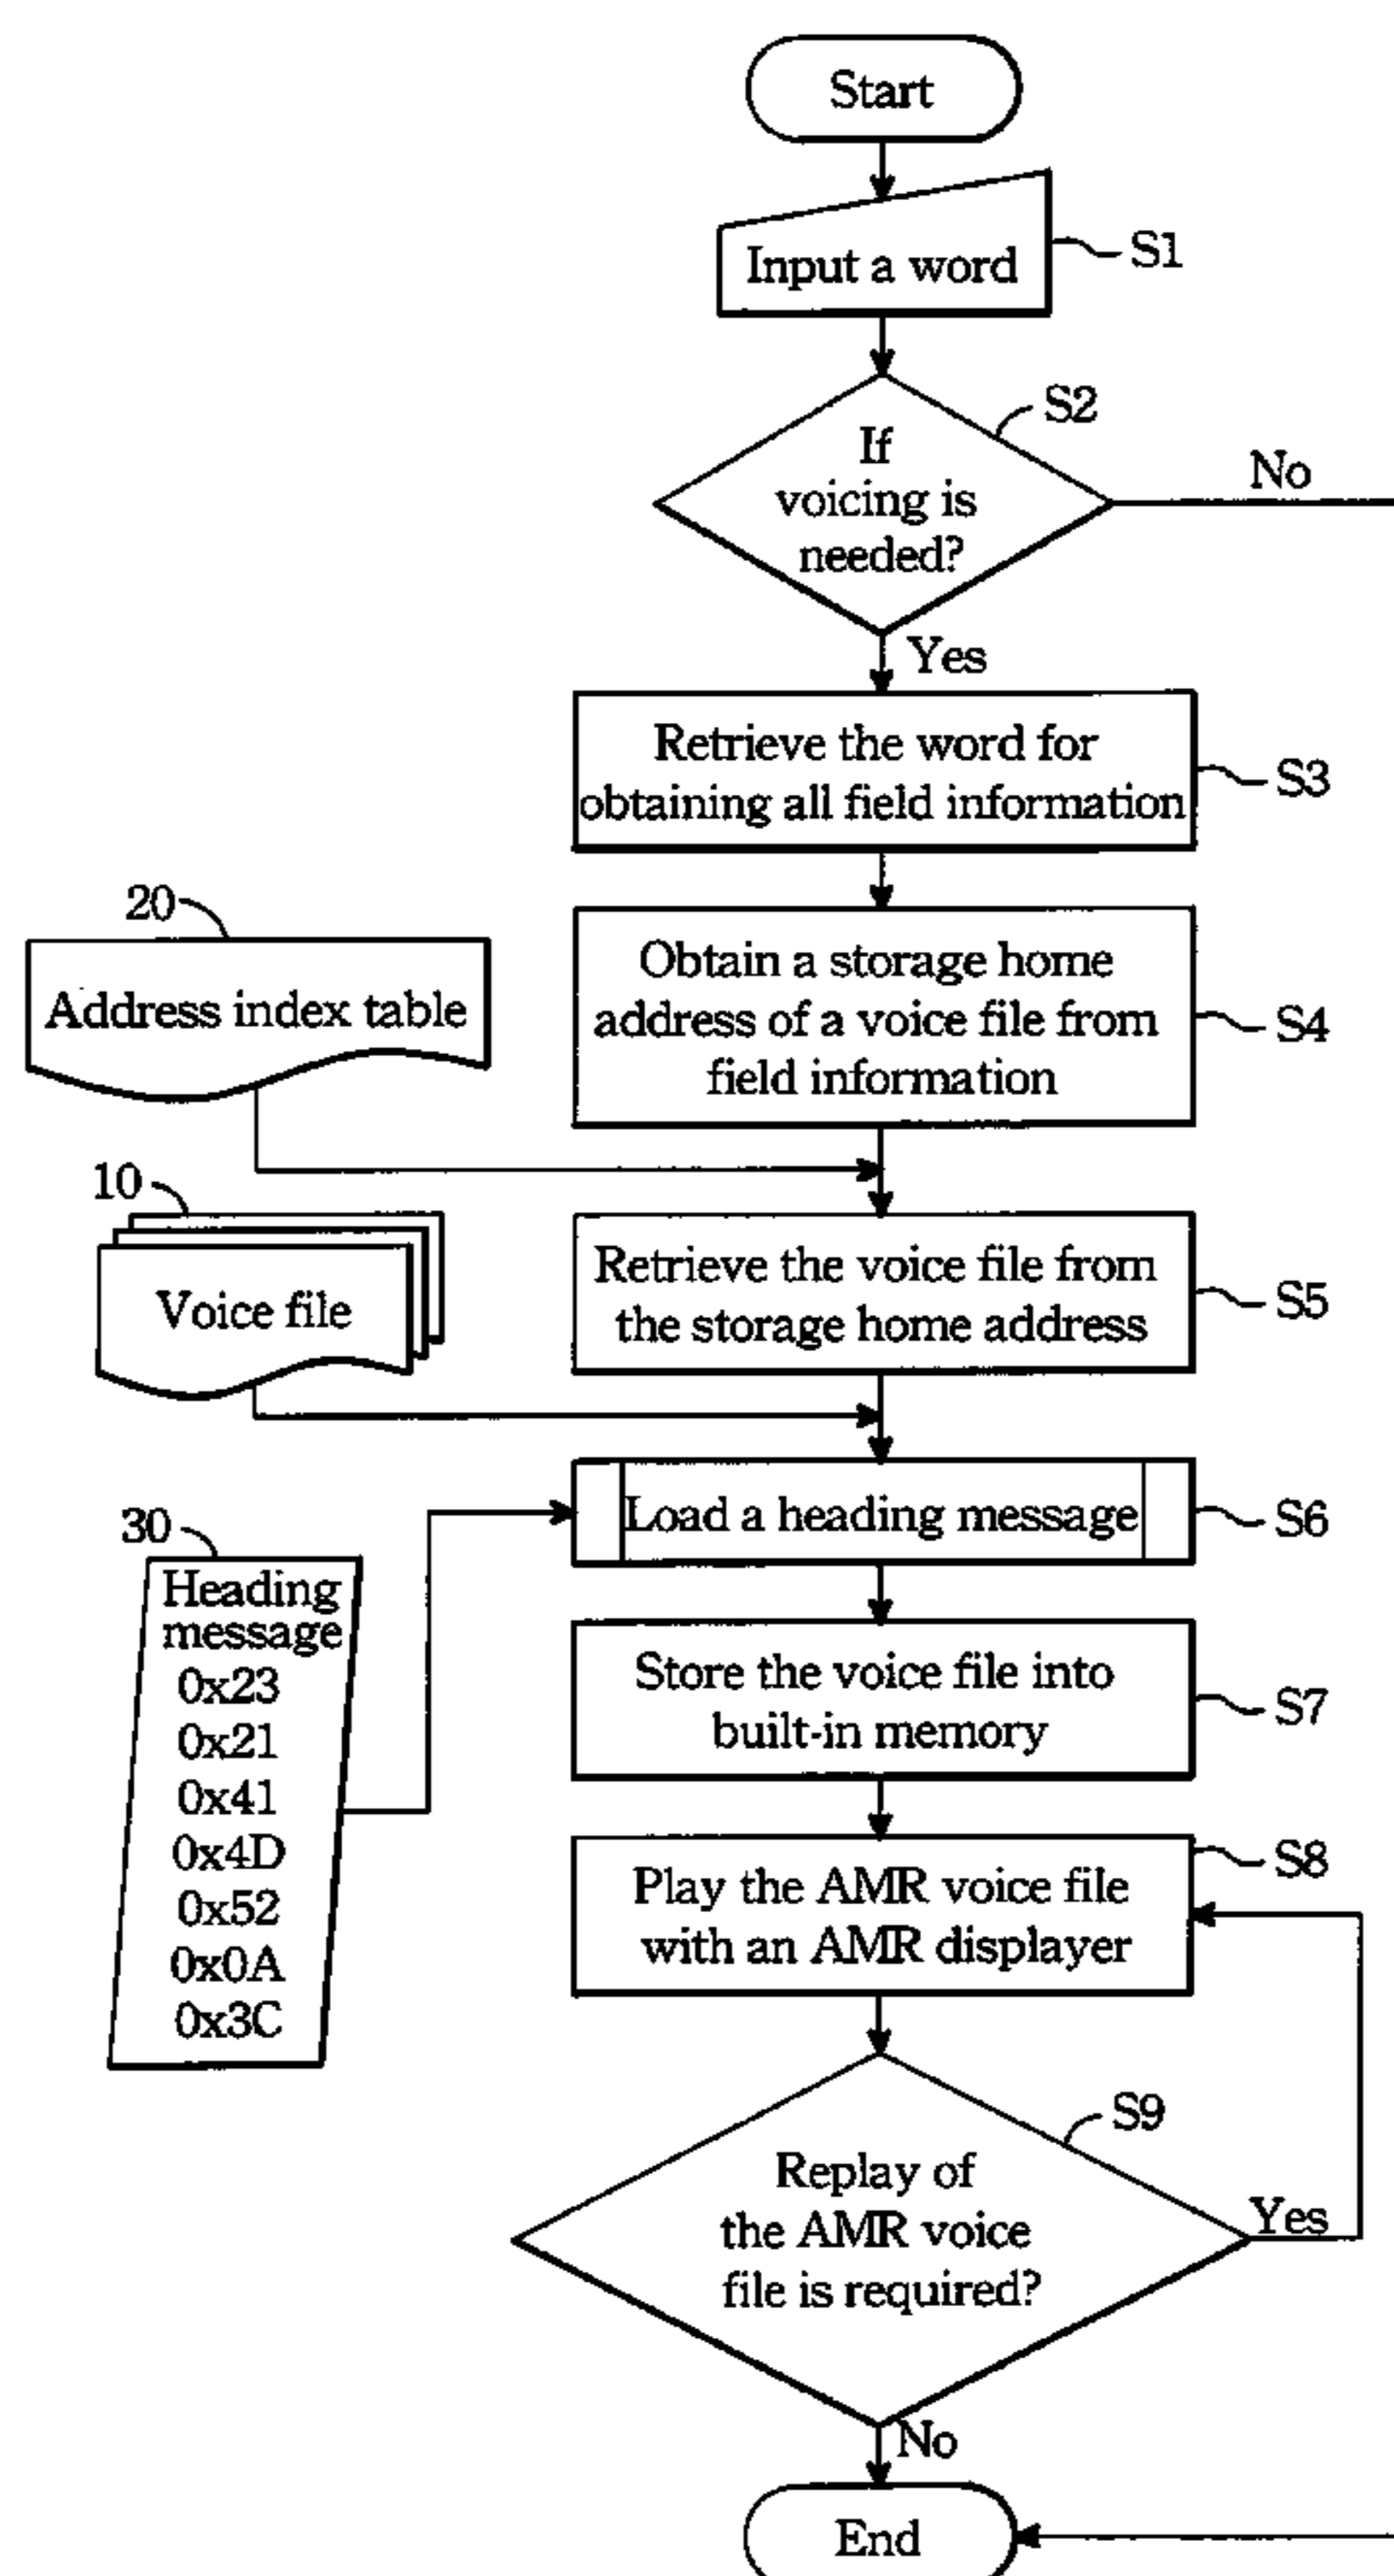 Start
Input a word
S1
If
voicing is
needed?
S2
No
Yes
Retrieve the word for
obtaining all field information
S3
20
Address index table
Obtain a storage home
address of a voice file from
field information
S4
10
Voice file
Retrieve the voice file from
the storage home address
S5
Load a heading message
S6
30
Heading
message
0x23
0x21
0x41
0x4D
0x52
0x0A
0x3C
Store the voice file into
built-in memory
S7
Play the AMR voice file
with an AMR displayer
S8
Replay of
the AMR voice
file is required?
S9
Yes
No
End